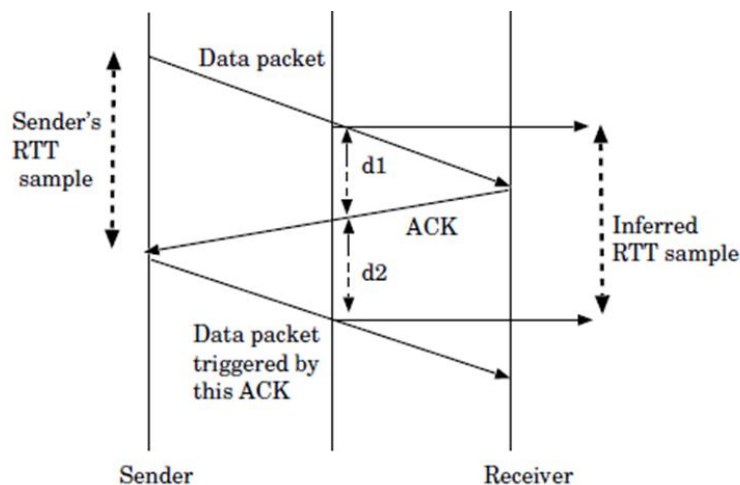 Data packet
Sender's
RTT
sample
d1
ACK
Inferred
RTT sample
d2
Data packet
triggered by
this ACK
Sender
Receiver